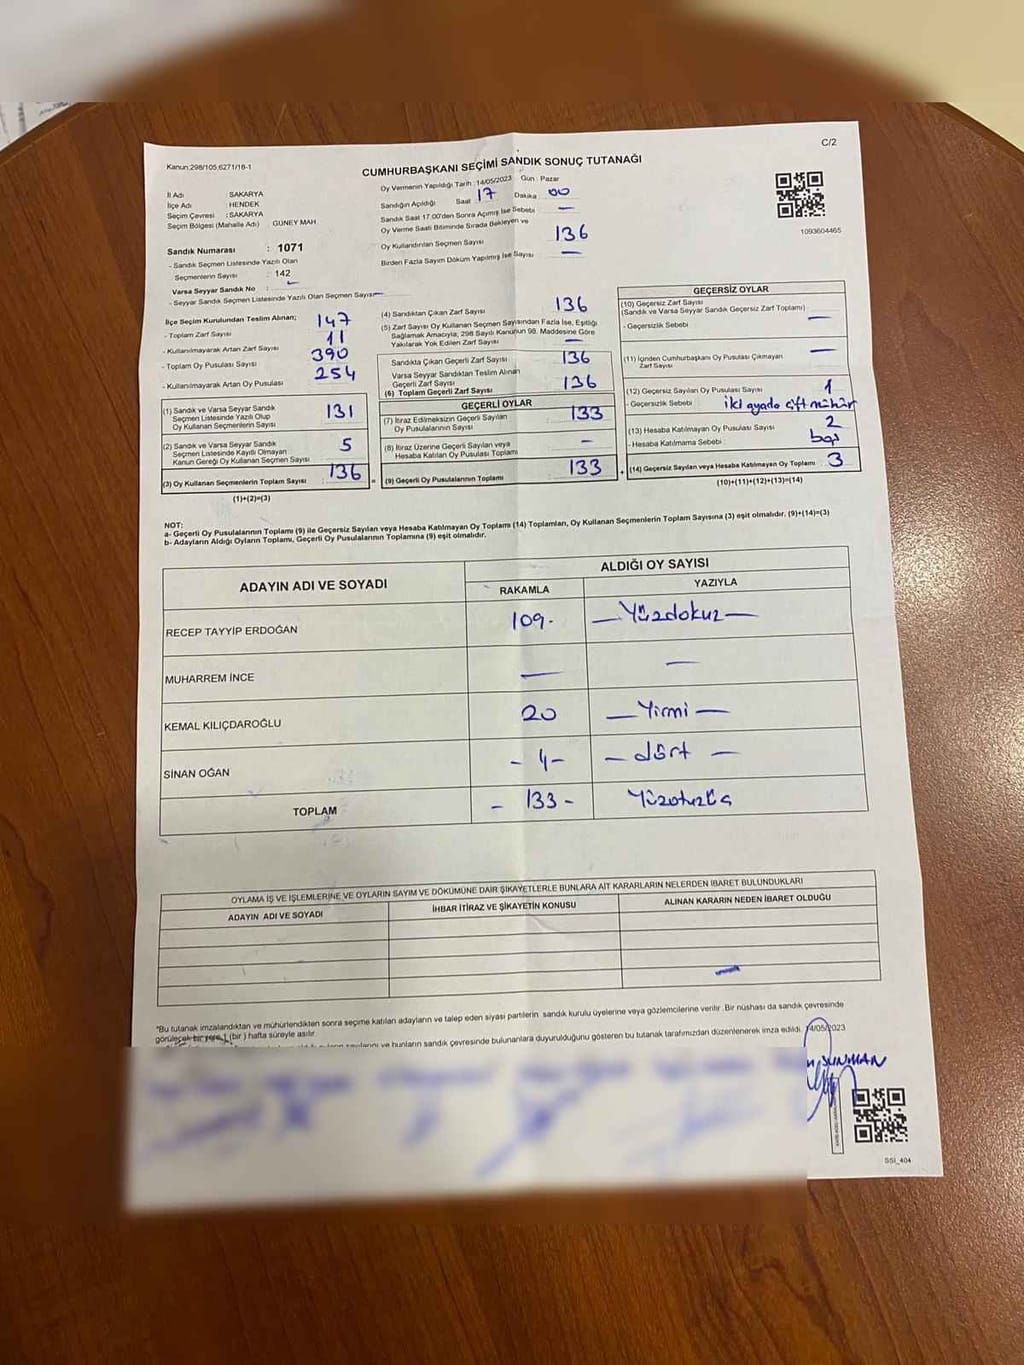 C/2
Kanun:298/105,6271/16-1
CUMHURBAŞKANI SEÇİMİ SANDIK SONUÇ TUTANAĞI
İl Adı : SAKARYA
İlçe Adı : HENDEK
Seçim Çevresi : SAKARYA
Seçim Bölgesi (Mahalle Adı) : GÜNEY MAH.
Sandık Numarası : 1071
- Sandık Seçmen Listesinde Yazılı Olan
Seçmenlerin Sayısı : 142
Varsa Seyyar Sandık No : –
- Seyyar Sandık Seçmen Listesinde Yazılı Olan Seçmen Sayısı –
Oy Vermenin Yapıldığı Tarih : 14/05/2023 Gün : Pazar
Sandığın Açıldığı Saat 17 Dakika 00
Sandık Saat 17:00'den Sonra Açılmış İse Sebebi –
Oy Verme Saati Bitiminde Sırada Bekleyen ve
Oy Kullandırılan Seçmen Sayısı 136
Birden Fazla Sayım Döküm Yapılmış İse Sayısı –
1093604465
İlçe Seçim Kurulundan Teslim Alınan;
- Toplam Zarf Sayısı 147
- Kullanılmayarak Artan Zarf Sayısı 11
- Toplam Oy Pusulası Sayısı 390
- Kullanılmayarak Artan Oy Pusulası 254
(1) Sandık ve Varsa Seyyar Sandık
Seçmen Listesinde Yazılı Olup
Oy Kullanan Seçmenlerin Sayısı 131
(2) Sandık ve Varsa Seyyar Sandık
Seçmen Listesinde Kayıtlı Olmayan
Kanun Gereği Oy Kullanan Seçmen Sayısı 5
(3) Oy Kullanan Seçmenlerin Toplam Sayısı 136 =
(1)+(2)=(3)
(4) Sandıktan Çıkan Zarf Sayısı 136
(5) Zarf Sayısı Oy Kullanan Seçmen Sayısından Fazla İse, Eşitliği
Sağlamak Amacıyla, 298 Sayılı Kanunun 98. Maddesine Göre
Yakılarak Yok Edilen Zarf Sayısı –
Sandıkta Çıkan Geçerli Zarf Sayısı 136
Varsa Seyyar Sandıktan Teslim Alınan
Geçerli Zarf Sayısı
(6) Toplam Geçerli Zarf Sayısı 136
GEÇERLİ OYLAR
(7) İtiraz Edilmeksizin Geçerli Sayılan
Oy Pusulalarının Sayısı 133
(8) İtiraz Üzerine Geçerli Sayılan veya
Hesaba Katılan Oy Pusulası Toplamı –
(9) Geçerli Oy Pusulalarının Toplamı 133 +
GEÇERSİZ OYLAR
(10) Geçersiz Zarf Sayısı
(Sandık ve Varsa Seyyar Sandık Geçersiz Zarf Toplamı)
- Geçersizlik Sebebi –
(11) İçinden Cumhurbaşkanı Oy Pusulası Çıkmayan
Zarf Sayısı –
(12) Geçersiz Sayılan Oy Pusulası Sayısı 1
- Geçersizlik Sebebi : iki ayada çift mühür
(13) Hesaba Katılmayan Oy Pusulası Sayısı 2
- Hesaba Katılmama Sebebi : boş
(14) Geçersiz Sayılan veya Hesaba Katılmayan Oy Toplamı 3
(10)+(11)+(12)+(13)=(14)
NOT:
a- Geçerli Oy Pusulalarının Toplamı (9) ile Geçersiz Sayılan veya Hesaba Katılmayan Oy Toplamı (14) Toplamları, Oy Kullanan Seçmenlerin Toplam Sayısına (3) eşit olmalıdır. (9)+(14)=(3)
b- Adayların Aldığı Oyların Toplamı, Geçerli Oy Pusulalarının Toplamına (9) eşit olmalıdır.
ADAYIN ADI VE SOYADI
ALDIĞI OY SAYISI
RAKAMLA YAZIYLA
RECEP TAYYİP ERDOĞAN 109- — Yüzdokuz —
MUHARREM İNCE — —
KEMAL KILIÇDAROĞLU 20 — Yirmi —
SİNAN OĞAN - 4 - — dört —
TOPLAM - 133 -
OYLAMA İŞ VE İŞLEMLERİNE VE OYLARIN SAYIM VE DÖKÜMÜNE DAİR ŞİKAYETLERLE BUNLARA AİT KARARLARIN NELERDEN İBARET BULUNDUKLARI
ADAYIN ADI VE SOYADI İHBAR İTİRAZ VE ŞİKAYETİN KONUSU ALINAN KARARIN NEDEN İBARET OLDUĞU
–
*Bu tutanak imzalandıktan ve mühürlendikten sonra seçime katılan adayların ve talep eden siyasi partilerin sandık kurulu üyelerine veya gözlemcilerine verilir. Bir nüshası da sandık çevresinde
görülecek bir yere 1 (bir) hafta süreyle asılır.
ve bunların sandık çevresinde bulunanlara duyurulduğunu gösteren bu tutanak tarafımızdan düzenlenerek imza edildi. 14/05/2023
SSI_404